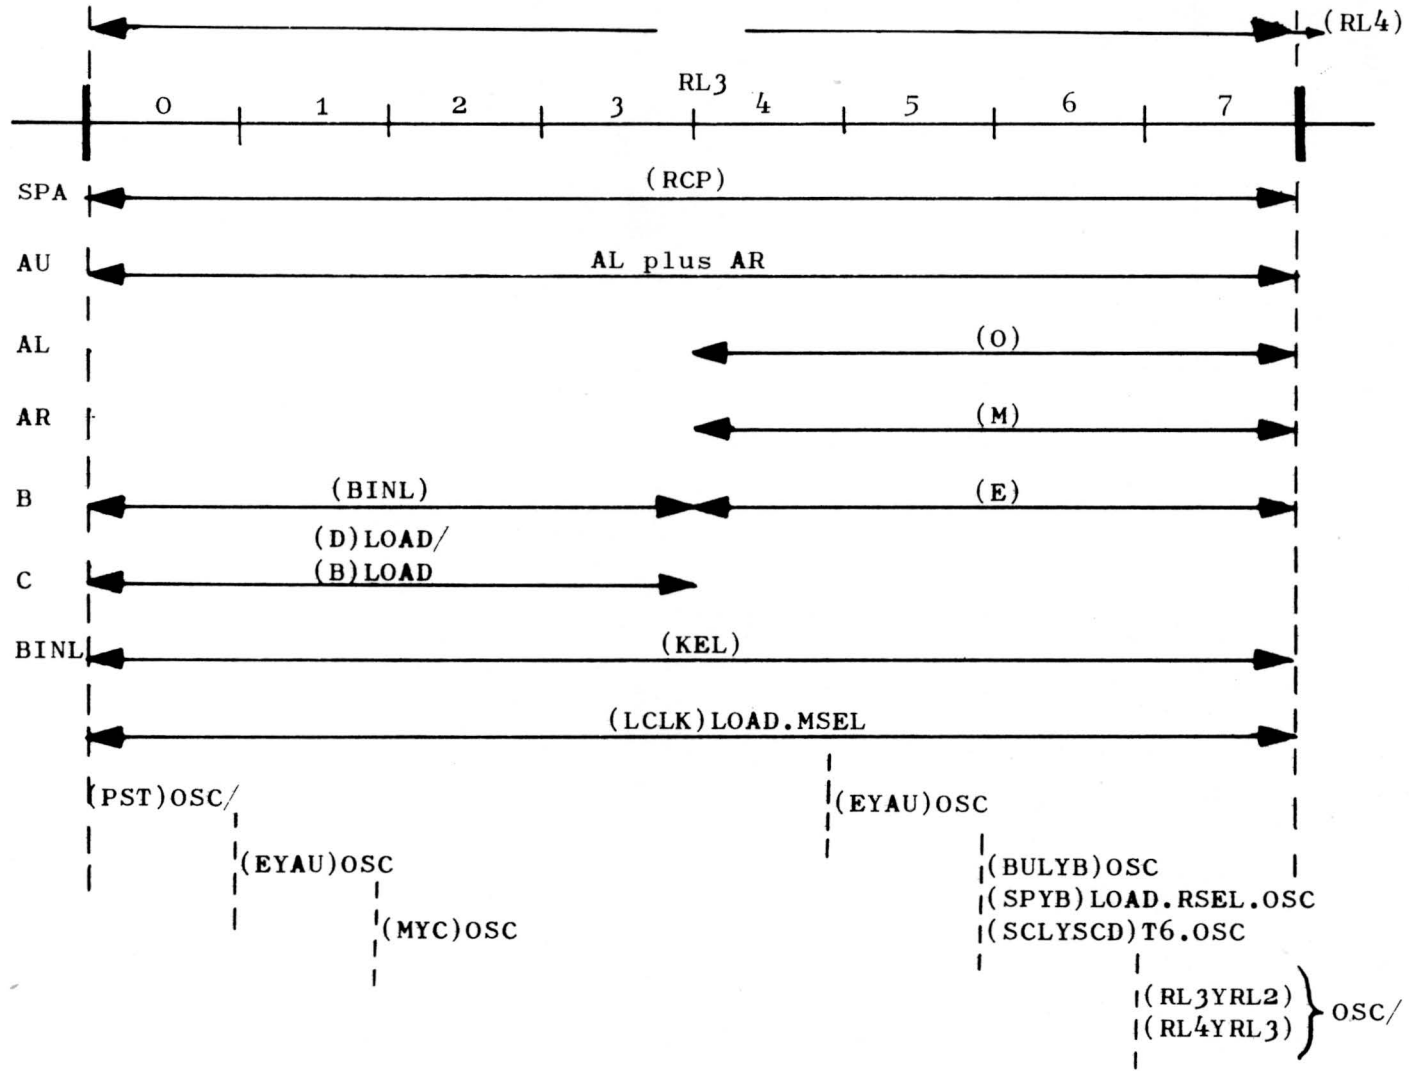 (RL4)
RL3
0 1 2 3 4 5 6 7
SPA (RCP)
AU AL plus AR
AL (O)
AR (M)
B (BINL) (E)
(D)LOAD/
C (B)LOAD
BINL (KEL)
(LCLK)LOAD.MSEL
(PST)OSC/ (EYAU)OSC
(EYAU)OSC (BULYB)OSC
(SPYB)LOAD.RSEL.OSC
(MYC)OSC (SCLYSCD)T6.OSC
(RL3YRL2)
(RL4YRL3) OSC/